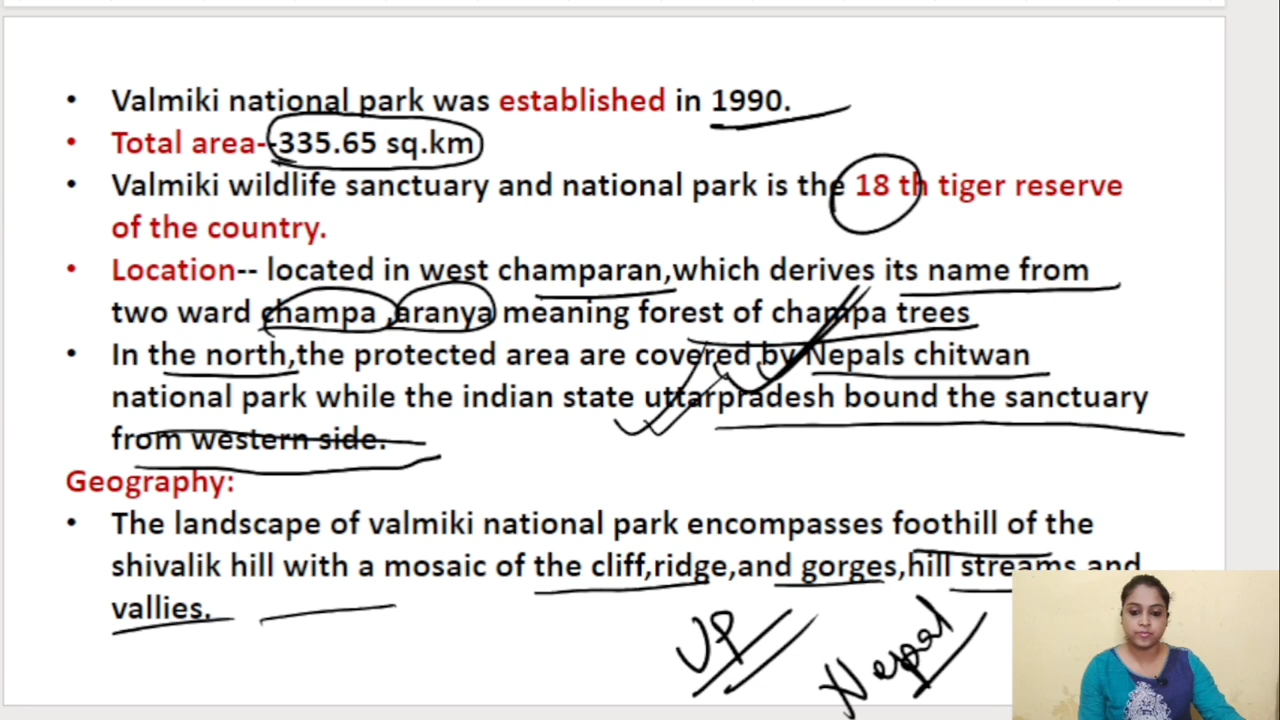 • Valmiki national park was established in 1990.
• Total area--335.65 sq.km
• Valmiki wildlife sanctuary and national park is the 18 th tiger reserve
of the country.
• Location-- located in west champaran,which derives its name from
two ward champa ,aranya meaning forest of champa trees
• In the north,the protected area are covered by Nepals chitwan
national park while the indian state uttarpradesh bound the sanctuary
from western side.
Geography:
• The landscape of valmiki national park encompasses foothill of the
shivalik hill with a mosaic of the cliff,ridge,and gorges,hill streams and
vallies.
UP
Nepal